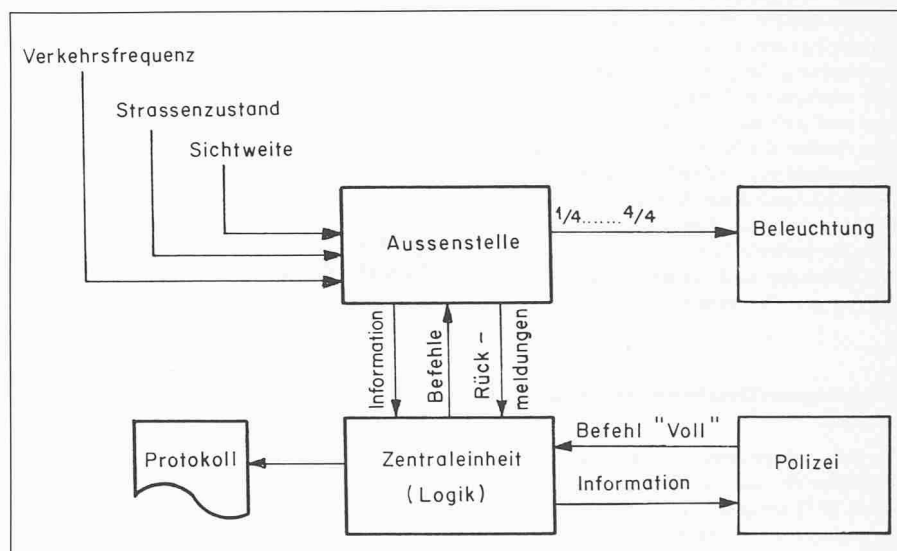 Verkehrsfrequenz
Strassenzustand
Sichtweite
Aussenstelle
1/4.......4/4
Beleuchtung
Information
Befehle
Rück-
meldungen
Protokoll
Zentraleinheit
(Logik)
Befehl "Voll"
Information
Polizei